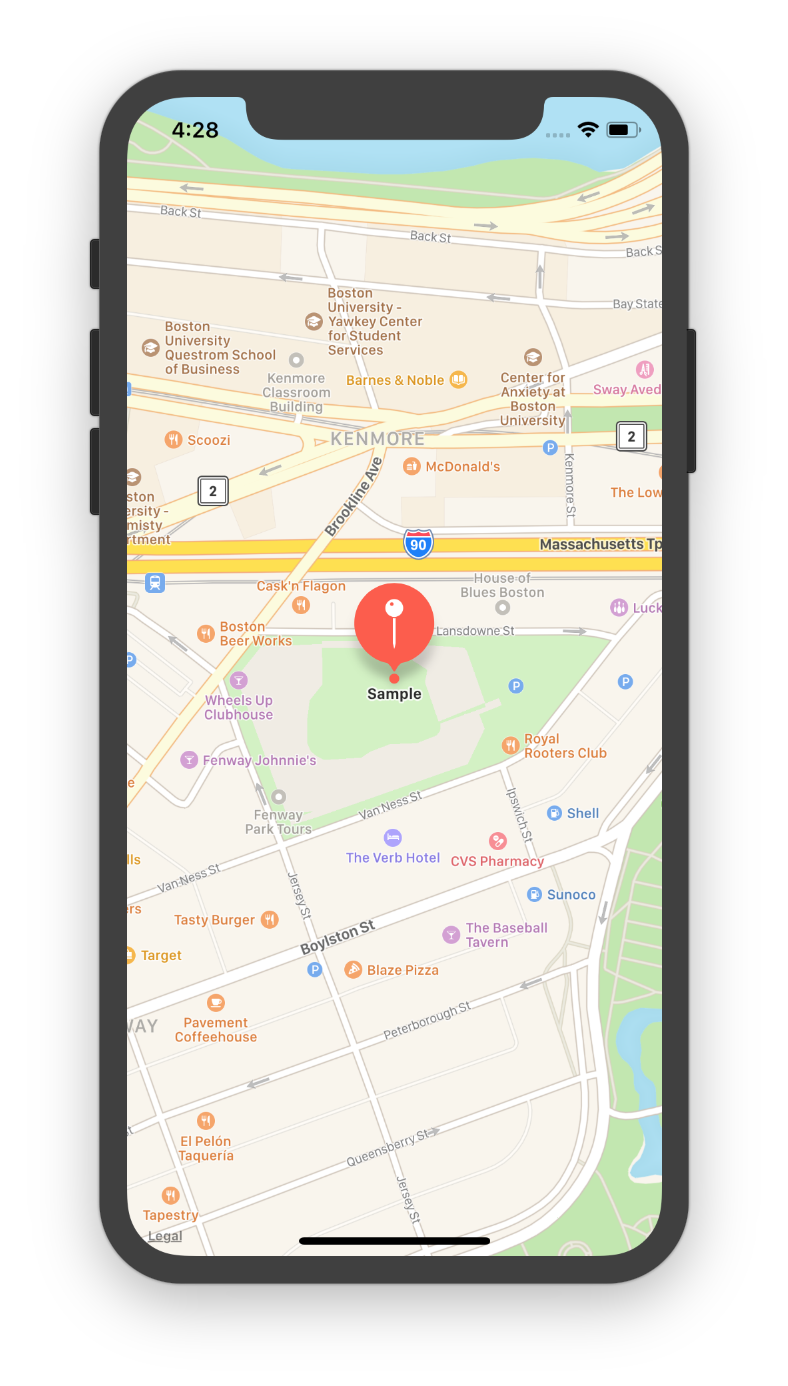 4:28
Back St
Back St
Back S
Bay State
Boston
University -
Yawkey Center
for Student
Services
Boston
University
Questrom School
of Business
Kenmore
Classroom
Building
Barnes & Noble
Center for
Anxiety at
Boston
University
Sway Aved
KENMORE
Scoozi
2
P
McDonald's
2
ston
ersity -
misty
rtment
Brookline Ave
Kenmore St
The Low
90
Massachusetts Tp
House of
Blues Boston
Cask'n Flagon
Luck
Boston
Beer Works
Lansdowne St
P
Wheels Up
Clubhouse
Sample
P
P
Royal
Rooters Club
Fenway Johnnie's
e
Fenway
Park Tours
Van Ness St
Ipswich St
Shell
The Verb Hotel
CVS Pharmacy
lls
Van Ness St
Jersey St
Sunoco
ers
Tasty Burger
Boylston St
The Baseball
Tavern
Target
P
Blaze Pizza
WAY
Pavement
Coffeehouse
Peterborough St
t
El Pelón
Taquería
Queensberry St
Jersey St
Tapestry
Legal